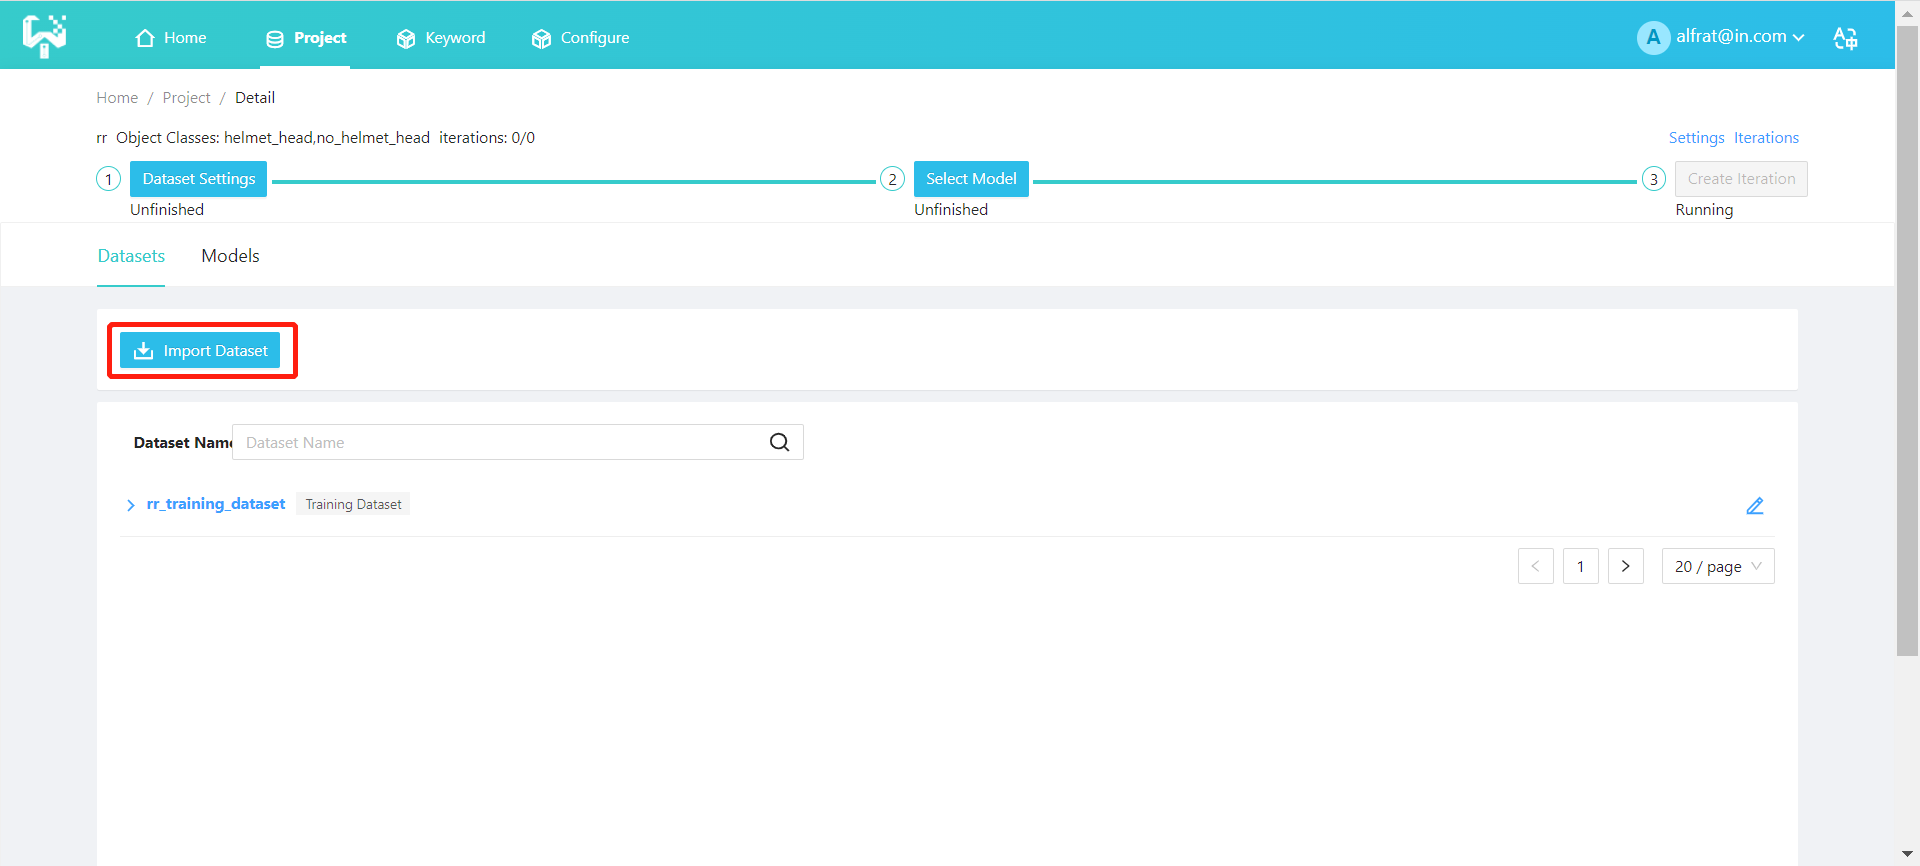 Home Project Keyword Configure A alfrat@in.com
Home / Project / Detail
rr Object Classes: helmet_head,no_helmet_head iterations: 0/0 Settings Iterations
1 Dataset Settings 2 Select Model 3 Create Iteration
Unfinished Unfinished Running
Datasets Models
Import Dataset
Dataset Name Dataset Name
rr_training_dataset Training Dataset
< 1 > 20 / page